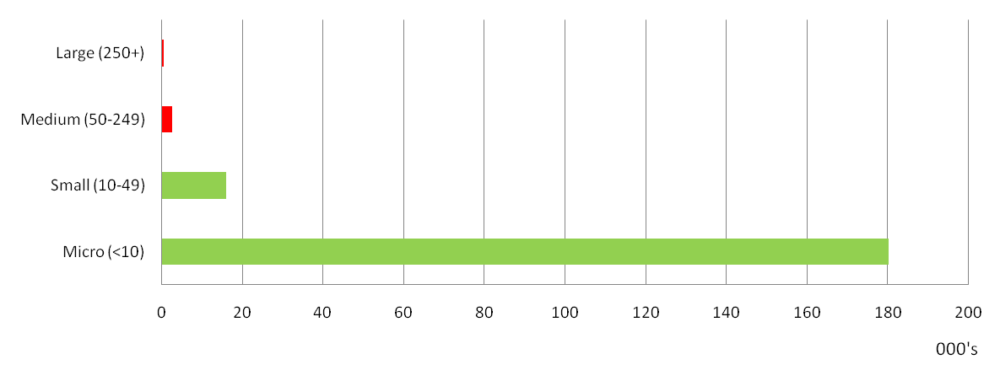 Large (250+)
Medium (50-249)
Small (10-49)
Micro (<10)
0 20 40 60 80 100 120 140 160 180 200
000's